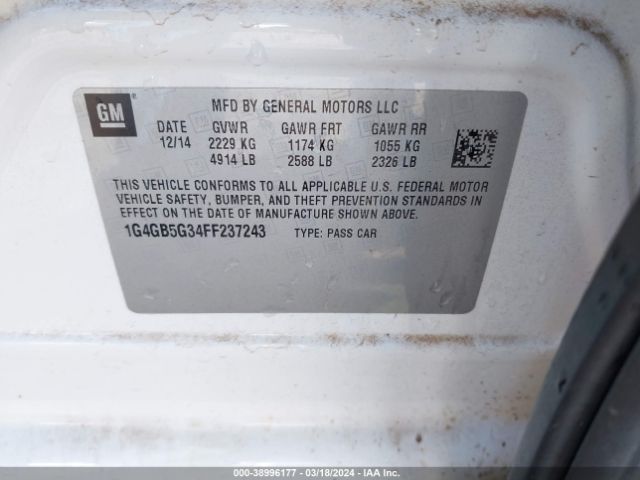 GM
MFD BY GENERAL MOTORS LLC
DATE GVWR GAWR FRT GAWR RR
12/14 2229 KG 1174 KG 1055 KG
4914 LB 2588 LB 2326 LB
THIS VEHICLE CONFORMS TO ALL APPLICABLE U.S. FEDERAL MOTOR
VEHICLE SAFETY, BUMPER, AND THEFT PREVENTION STANDARDS IN
EFFECT ON THE DATE OF MANUFACTURE SHOWN ABOVE.
1G4GB5G34FF237243 TYPE: PASS CAR
000-38996177 — 03/18/2024 — IAA Inc.